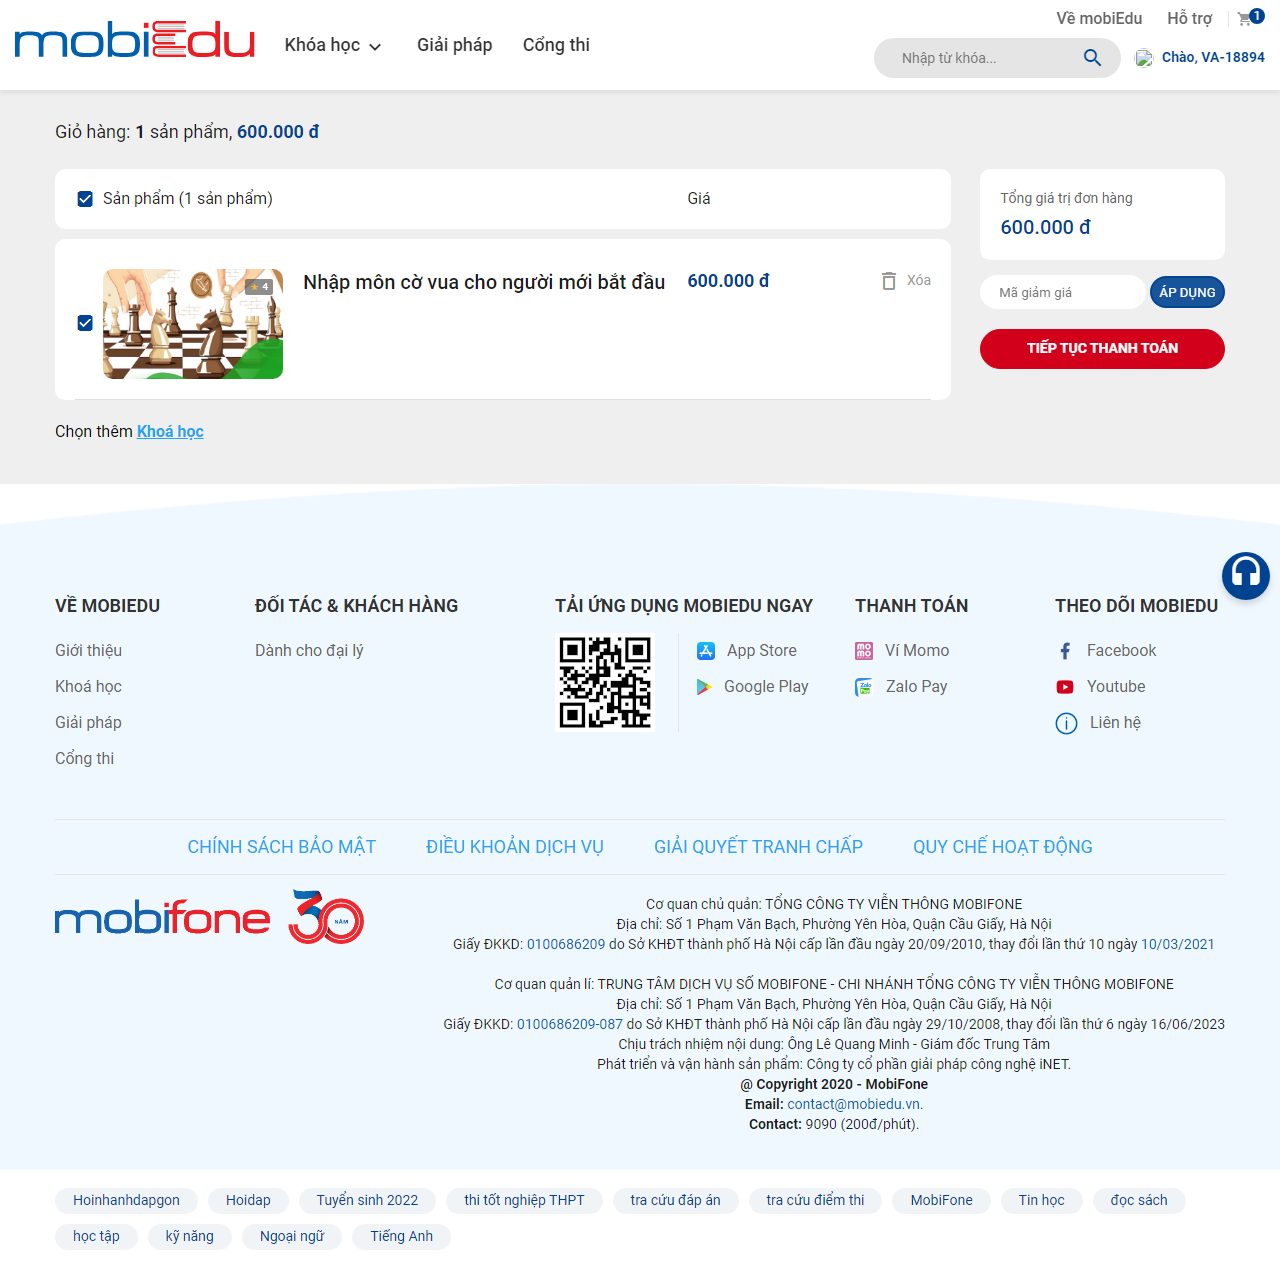 Về mobiEdu
Hỗ trợ
1
mobiEdu
Khóa học
Giải pháp
Cổng thi
Nhập từ khóa...
Chào, VA-18894
Giỏ hàng: 1 sản phẩm, 600.000 đ
Sản phẩm (1 sản phẩm)
Giá
Tổng giá trị đơn hàng
600.000 đ
★ 4
Nhập môn cờ vua cho người mới bắt đầu
600.000 đ
Xóa
Mã giảm giá
ÁP DỤNG
TIẾP TỤC THANH TOÁN
Chọn thêm Khoá học
VỀ MOBIEDU
Giới thiệu
Khoá học
Giải pháp
Cổng thi
ĐỐI TÁC & KHÁCH HÀNG
Dành cho đại lý
TẢI ỨNG DỤNG MOBIEDU NGAY
App Store
Google Play
THANH TOÁN
Ví Momo
Zalo Pay
THEO DÕI MOBIEDU
Facebook
Youtube
Liên hệ
CHÍNH SÁCH BẢO MẬT
ĐIỀU KHOẢN DỊCH VỤ
GIẢI QUYẾT TRANH CHẤP
QUY CHẾ HOẠT ĐỘNG
mobifone 30 NĂM
Cơ quan chủ quản: TỔNG CÔNG TY VIỄN THÔNG MOBIFONE
Địa chỉ: Số 1 Phạm Văn Bạch, Phường Yên Hòa, Quận Cầu Giấy, Hà Nội
Giấy ĐKKD: 0100686209 do Sở KHĐT thành phố Hà Nội cấp lần đầu ngày 20/09/2010, thay đổi lần thứ 10 ngày 10/03/2021
Cơ quan quản lí: TRUNG TÂM DỊCH VỤ SỐ MOBIFONE - CHI NHÁNH TỔNG CÔNG TY VIỄN THÔNG MOBIFONE
Địa chỉ: Số 1 Phạm Văn Bạch, Phường Yên Hòa, Quận Cầu Giấy, Hà Nội
Giấy ĐKKD: 0100686209-087 do Sở KHĐT thành phố Hà Nội cấp lần đầu ngày 29/10/2008, thay đổi lần thứ 6 ngày 16/06/2023
Chịu trách nhiệm nội dung: Ông Lê Quang Minh - Giám đốc Trung Tâm
Phát triển và vận hành sản phẩm: Công ty cổ phần giải pháp công nghệ iNET.
@ Copyright 2020 - MobiFone
Email: contact@mobiedu.vn.
Contact: 9090 (200đ/phút).
Hoinhanhdapgon
Hoidap
Tuyển sinh 2022
thi tốt nghiệp THPT
tra cứu đáp án
tra cứu điểm thi
MobiFone
Tin học
đọc sách
học tập
kỹ năng
Ngoại ngữ
Tiếng Anh